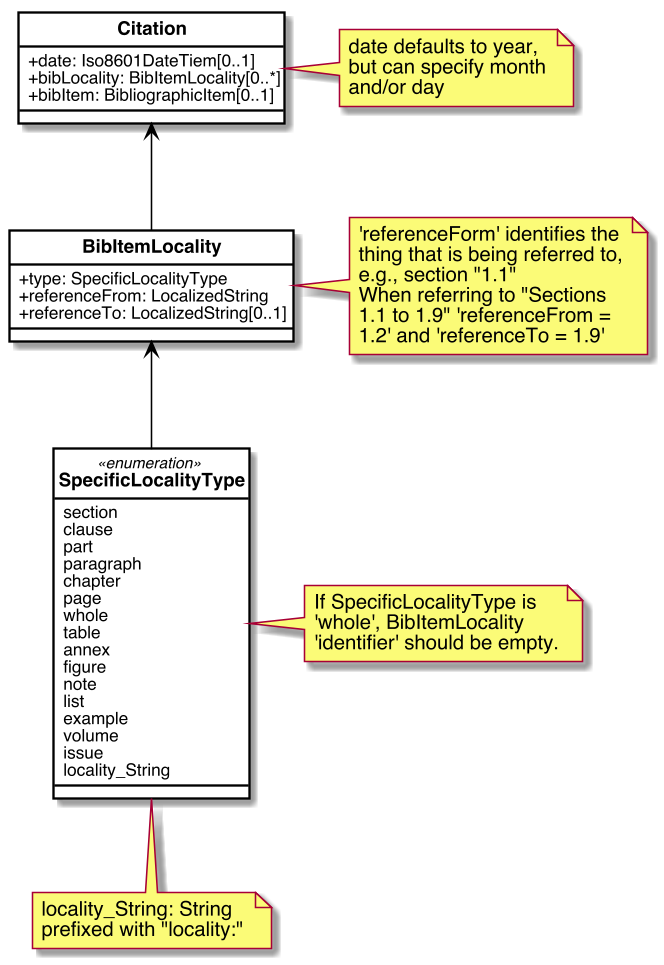 Citation
+date: Iso8601DateTiem[0..1]
+bibLocality: BibItemLocality[0..*]
+bibItem: BibliographicItem[0..1]
date defaults to year,
but can specify month
and/or day
BibItemLocality
+type: SpecificLocalityType
+referenceFrom: LocalizedString
+referenceTo: LocalizedString[0..1]
'referenceForm' identifies the
thing that is being referred to,
e.g., section "1.1"
When referring to "Sections
1.1 to 1.9" 'referenceFrom =
1.2' and 'referenceTo = 1.9'
«enumeration»
SpecificLocalityType
section
clause
part
paragraph
chapter
page
whole
table
annex
figure
note
list
example
volume
issue
locality_String
If SpecificLocalityType is
'whole', BibItemLocality
'identifier' should be empty.
locality_String: String
prefixed with "locality:"